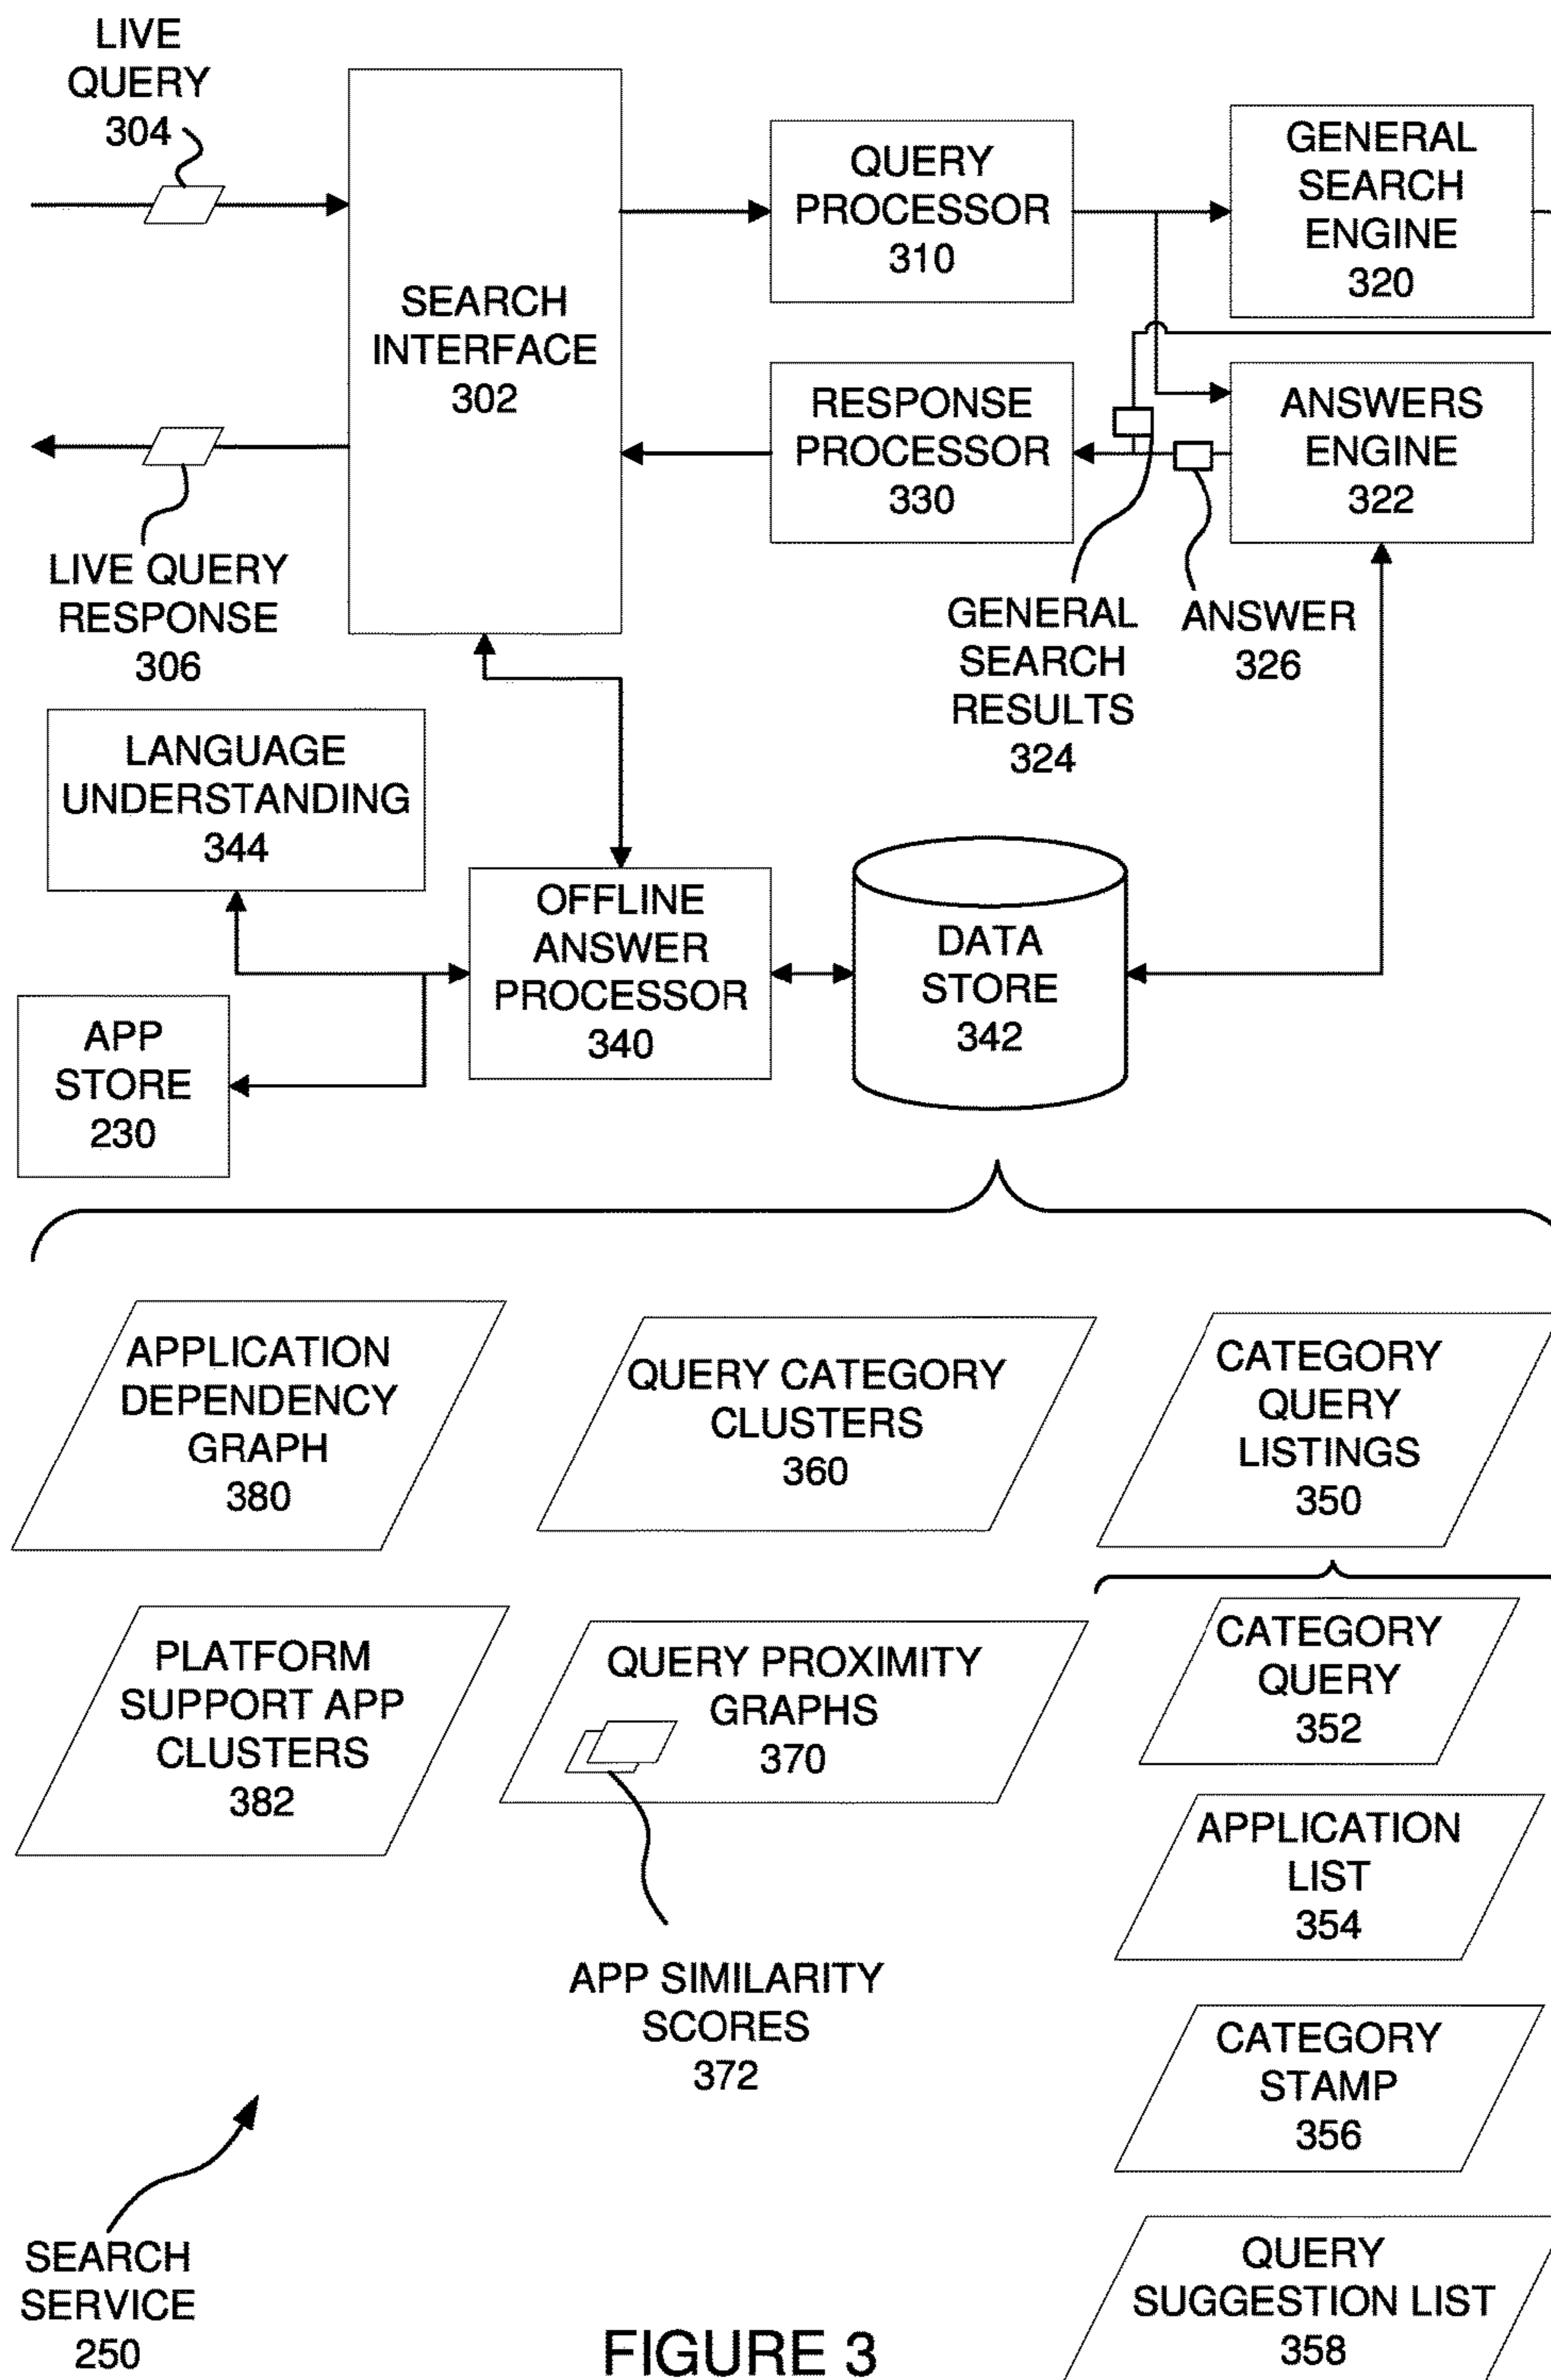 LIVE
QUERY
304
SEARCH
INTERFACE
302
QUERY
PROCESSOR
310
GENERAL
SEARCH
ENGINE
320
RESPONSE
PROCESSOR
330
ANSWERS
ENGINE
322
LIVE QUERY
RESPONSE
306
GENERAL
SEARCH
RESULTS
324
ANSWER
326
LANGUAGE
UNDERSTANDING
344
OFFLINE
ANSWER
PROCESSOR
340
DATA
STORE
342
APP
STORE
230
APPLICATION
DEPENDENCY
GRAPH
380
QUERY CATEGORY
CLUSTERS
360
CATEGORY
QUERY
LISTINGS
350
PLATFORM
SUPPORT APP
CLUSTERS
382
QUERY PROXIMITY
GRAPHS
370
CATEGORY
QUERY
352
APPLICATION
LIST
354
APP SIMILARITY
SCORES
372
CATEGORY
STAMP
356
SEARCH
SERVICE
250
QUERY
SUGGESTION LIST
358
FIGURE 3